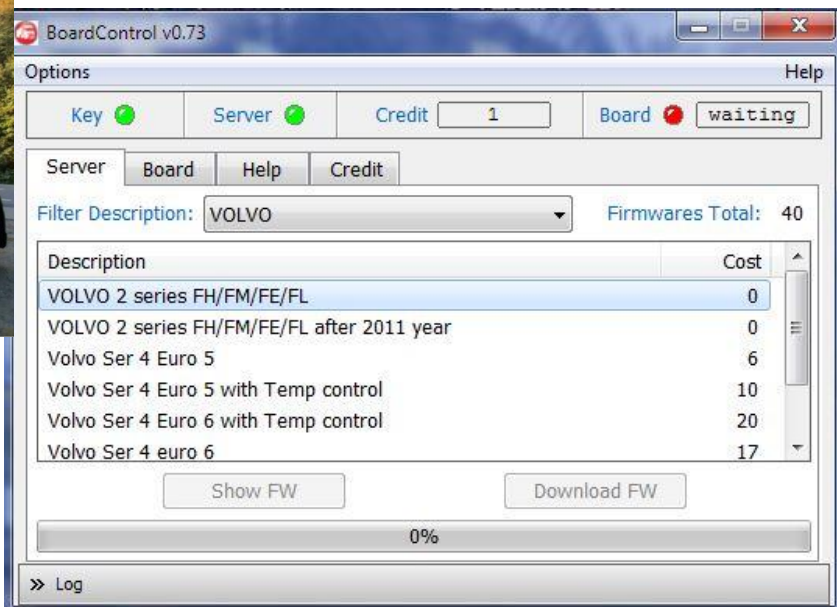 BoardControl v0.73
Options Help
Key Server Credit 1 Board waiting
Server Board Help Credit
Filter Description: VOLVO Firmwares Total: 40
Description Cost
VOLVO 2 series FH/FM/FE/FL 0
VOLVO 2 series FH/FM/FE/FL after 2011 year 0
Volvo Ser 4 Euro 5 6
Volvo Ser 4 Euro 5 with Temp control 10
Volvo Ser 4 Euro 6 with Temp control 20
Volvo Ser 4 euro 6 17
Show FW Download FW
0%
» Log